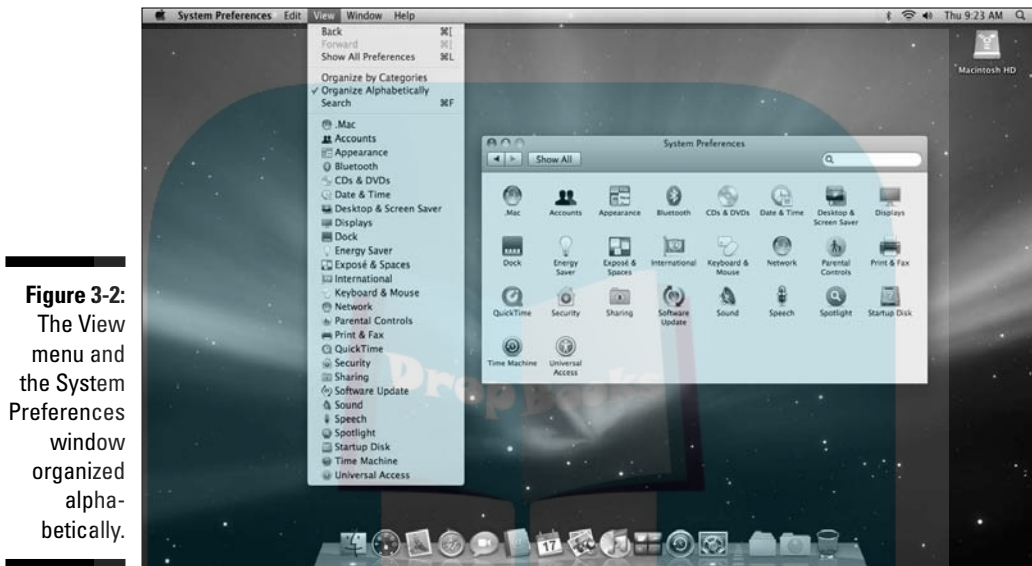 System Preferences Edit View Window Help
Thu 9:23 AM
Back ⌘[
Forward ⌘]
Show All Preferences ⌘L
Organize by Categories
✓ Organize Alphabetically
Search ⌘F
.Mac
Accounts
Appearance
Bluetooth
CDs & DVDs
Date & Time
Desktop & Screen Saver
Displays
Dock
Energy Saver
Exposé & Spaces
International
Keyboard & Mouse
Network
Parental Controls
Print & Fax
QuickTime
Security
Sharing
Software Update
Sound
Speech
Spotlight
Startup Disk
Time Machine
Universal Access
Macintosh HD
System Preferences
Show All
.Mac Accounts Appearance Bluetooth CDs & DVDs Date & Time Desktop & Displays
Screen Saver
Dock Energy Exposé & International Keyboard & Network Parental Print & Fax
Saver Spaces Mouse Controls
QuickTime Security Sharing Software Sound Speech Spotlight Startup Disk
Update
Time Machine Universal
Access
DropBooks
17
Figure 3-2:
The View
menu and
the System
Preferences
window
organized
alpha-
betically.